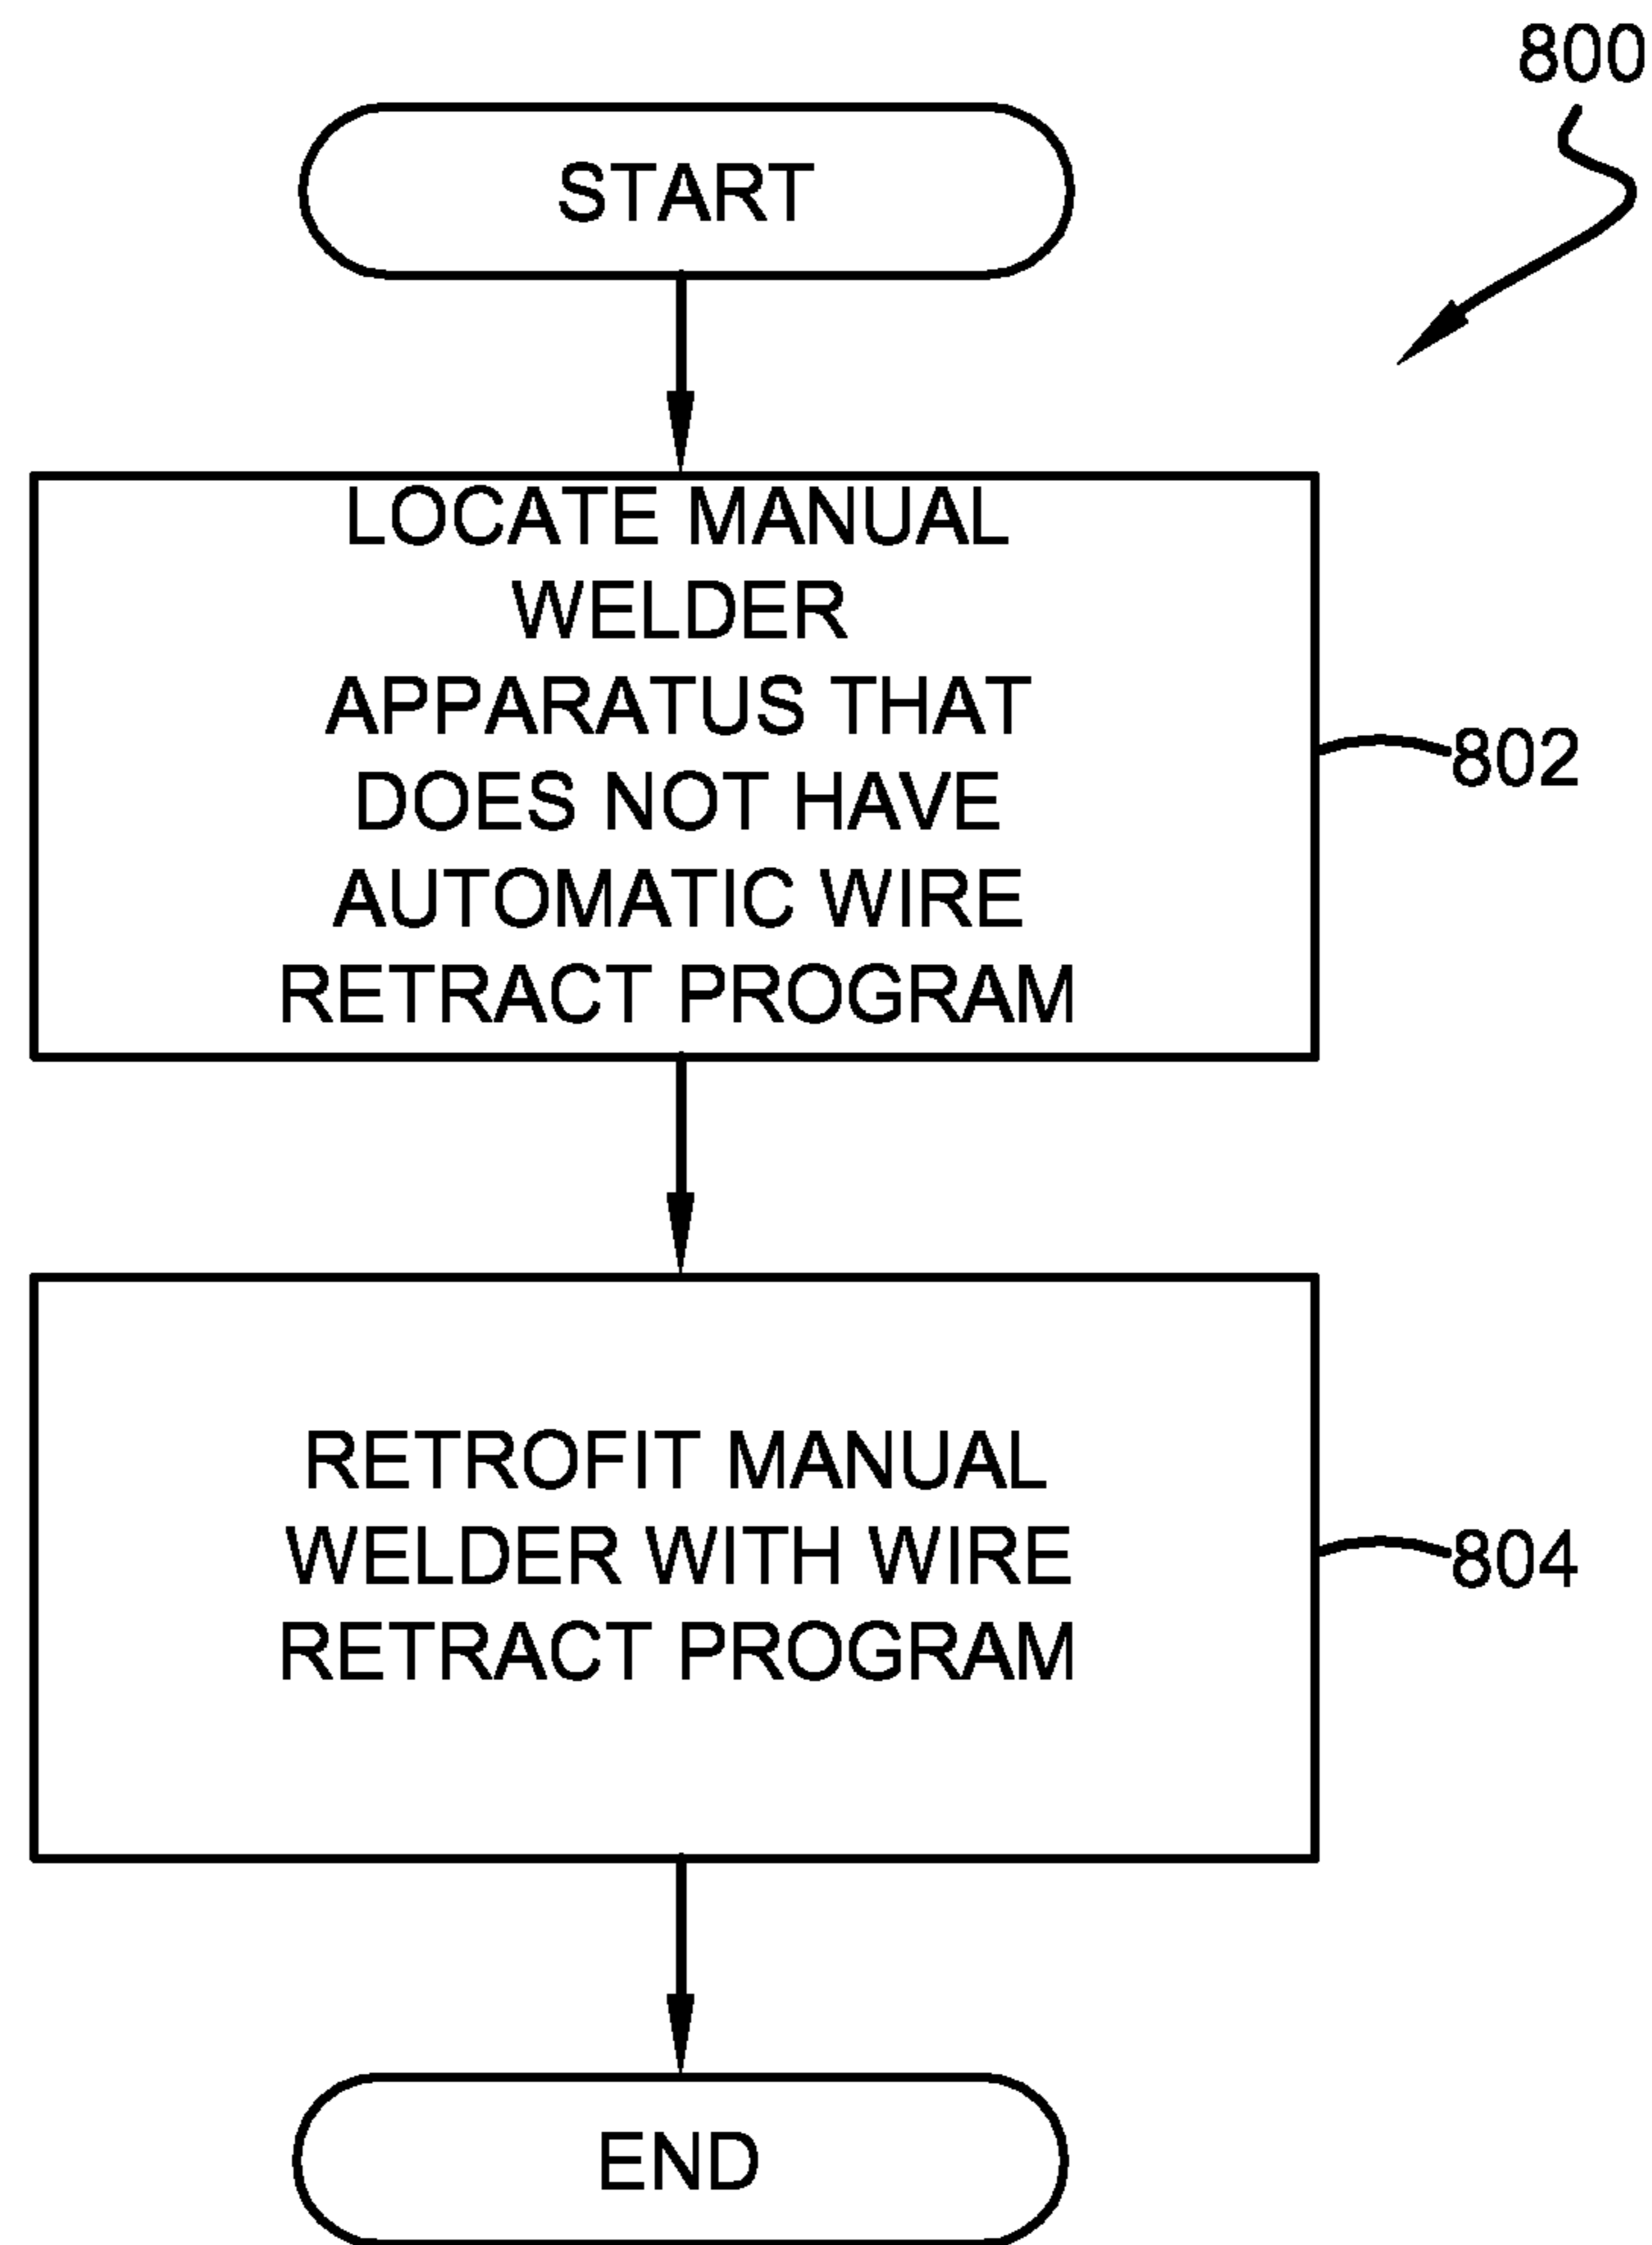 800
START
LOCATE MANUAL
WELDER
APPARATUS THAT
DOES NOT HAVE
AUTOMATIC WIRE
RETRACT PROGRAM
802
RETROFIT MANUAL
WELDER WITH WIRE
RETRACT PROGRAM
804
END